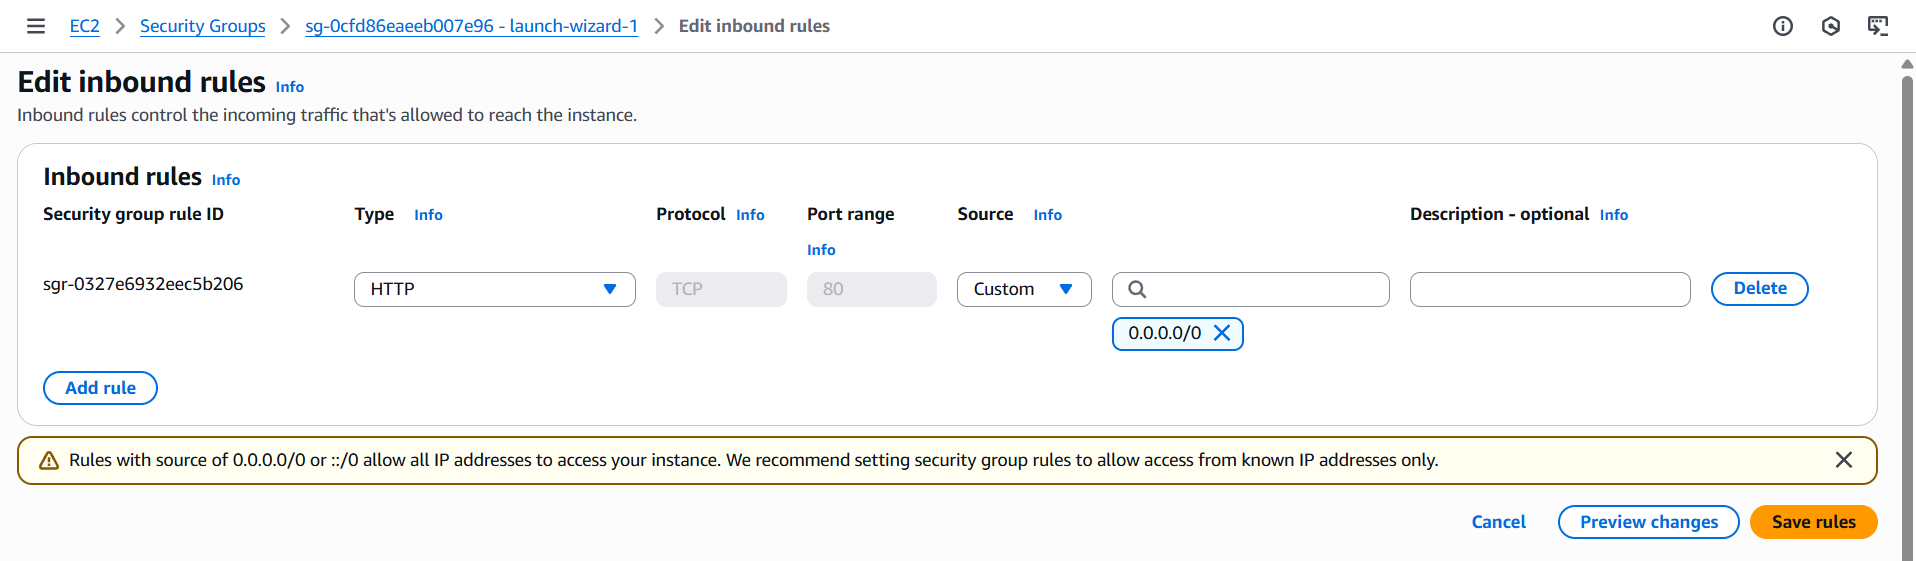 EC2 > Security Groups > sg-0cfd86eaeeb007e96 - launch-wizard-1 > Edit inbound rules
Edit inbound rules Info
Inbound rules control the incoming traffic that's allowed to reach the instance.
Inbound rules Info
Security group rule ID Type Info Protocol Info Port range Info Source Info Description - optional Info
sgr-0327e6932eec5b206 HTTP TCP 80 Custom Delete
0.0.0.0/0
Add rule
Rules with source of 0.0.0.0/0 or ::/0 allow all IP addresses to access your instance. We recommend setting security group rules to allow access from known IP addresses only.
Cancel Preview changes Save rules